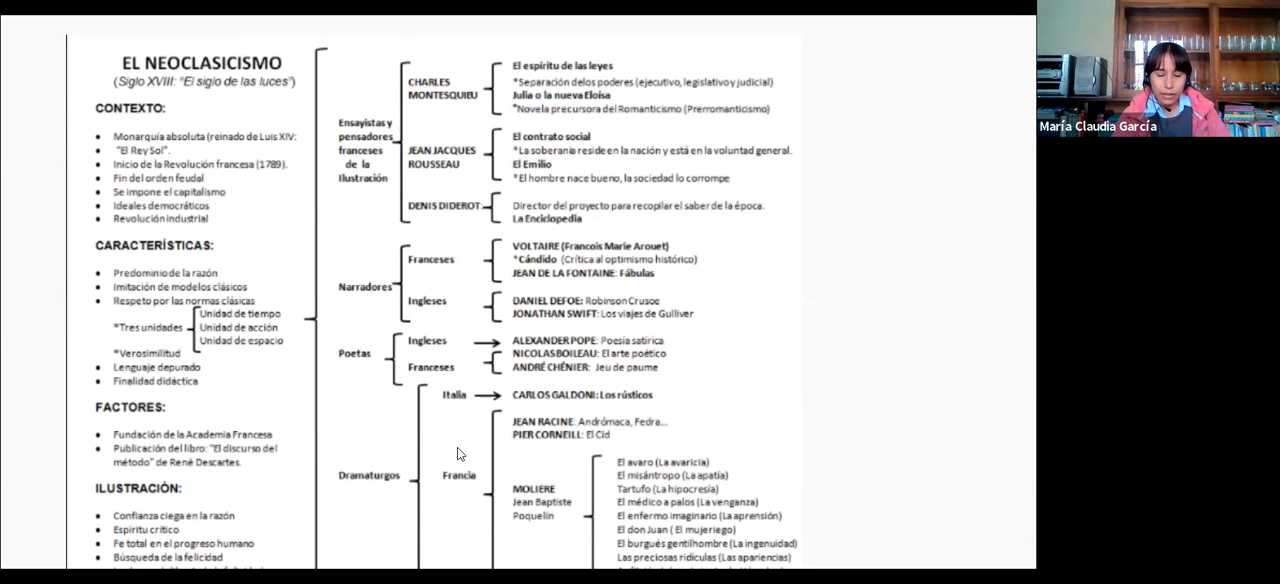 EL NEOCLASICISMO
(Siglo XVIII: "El siglo de las luces")
CONTEXTO:
Monarquía absoluta (reinado de Luis XIV:
"El Rey Sol".
Inicio de la Revolución francesa (1789).
Fin del orden feudal
Se impone el capitalismo
Ideales democráticos
Revolución industrial
CARACTERÍSTICAS:
Predominio de la razón
Imitación de modelos clásicos
Respeto por las normas clásicas
*Tres unidades
Unidad de tiempo
Unidad de acción
Unidad de espacio
*Verosimilitud
Lenguaje depurado
Finalidad didáctica
FACTORES:
Fundación de la Academia Francesa
Publicación del libro: "El discurso del
método" de René Descartes.
ILUSTRACIÓN:
Confianza ciega en la razón
Espíritu crítico
Fe total en el progreso humano
Búsqueda de la felicidad
Ensayistas y
pensadores
franceses
de la
Ilustración
CHARLES
MONTESQUIEU
El espíritu de las leyes
*Separación delos poderes (ejecutivo, legislativo y judicial)
Julia o la nueva Eloísa
*Novela precursora del Romanticismo (Prerromanticismo)
JEAN JACQUES
ROUSSEAU
El contrato social
*La soberanía reside en la nación y está en la voluntad general.
El Emilio
*El hombre nace bueno, la sociedad lo corrompe
DENIS DIDEROT
Director del proyecto para recopilar el saber de la época.
La Enciclopedia
Narradores
Franceses
VOLTAIRE (Francois Marie Arouet)
*Cándido (Crítica al optimismo histórico)
JEAN DE LA FONTAINE: Fábulas
Ingleses
DANIEL DEFOE: Robinson Crusoe
JONATHAN SWIFT: Los viajes de Gulliver
Poetas
Ingleses
ALEXANDER POPE: Poesía satírica
Franceses
NICOLAS BOILEAU: El arte poético
ANDRÉ CHÉNIER: Jeu de paume
Dramaturgos
Italia
CARLOS GALDONI: Los rústicos
Francia
JEAN RACINE: Andrómaca, Fedra...
PIER CORNEILL: El Cid
MOLIERE
Jean Baptiste
Poquelín
El avaro (La avaricia)
El misántropo (La apatía)
Tartufo (La hipocresía)
El médico a palos (La venganza)
El enfermo imaginario (La aprensión)
El don Juan ( El mujeriego)
El burgués gentilhombre (La ingenuidad)
Las preciosas ridículas (Las apariencias)
María Claudia García